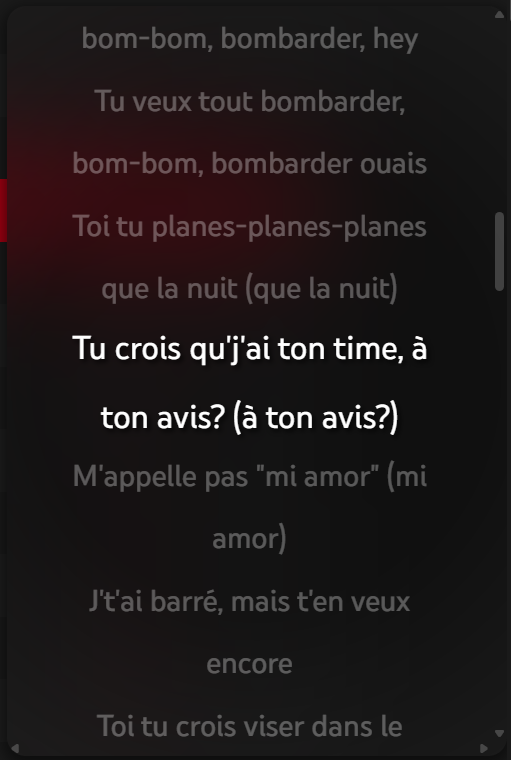 bom-bom, bombarder, hey
Tu veux tout bombarder,
bom-bom, bombarder ouais
Toi tu planes-planes-planes
que la nuit (que la nuit)
Tu crois qu'j'ai ton time, à
ton avis? (à ton avis?)
M'appelle pas "mi amor" (mi
amor)
J't'ai barré, mais t'en veux
encore
Toi tu crois viser dans le